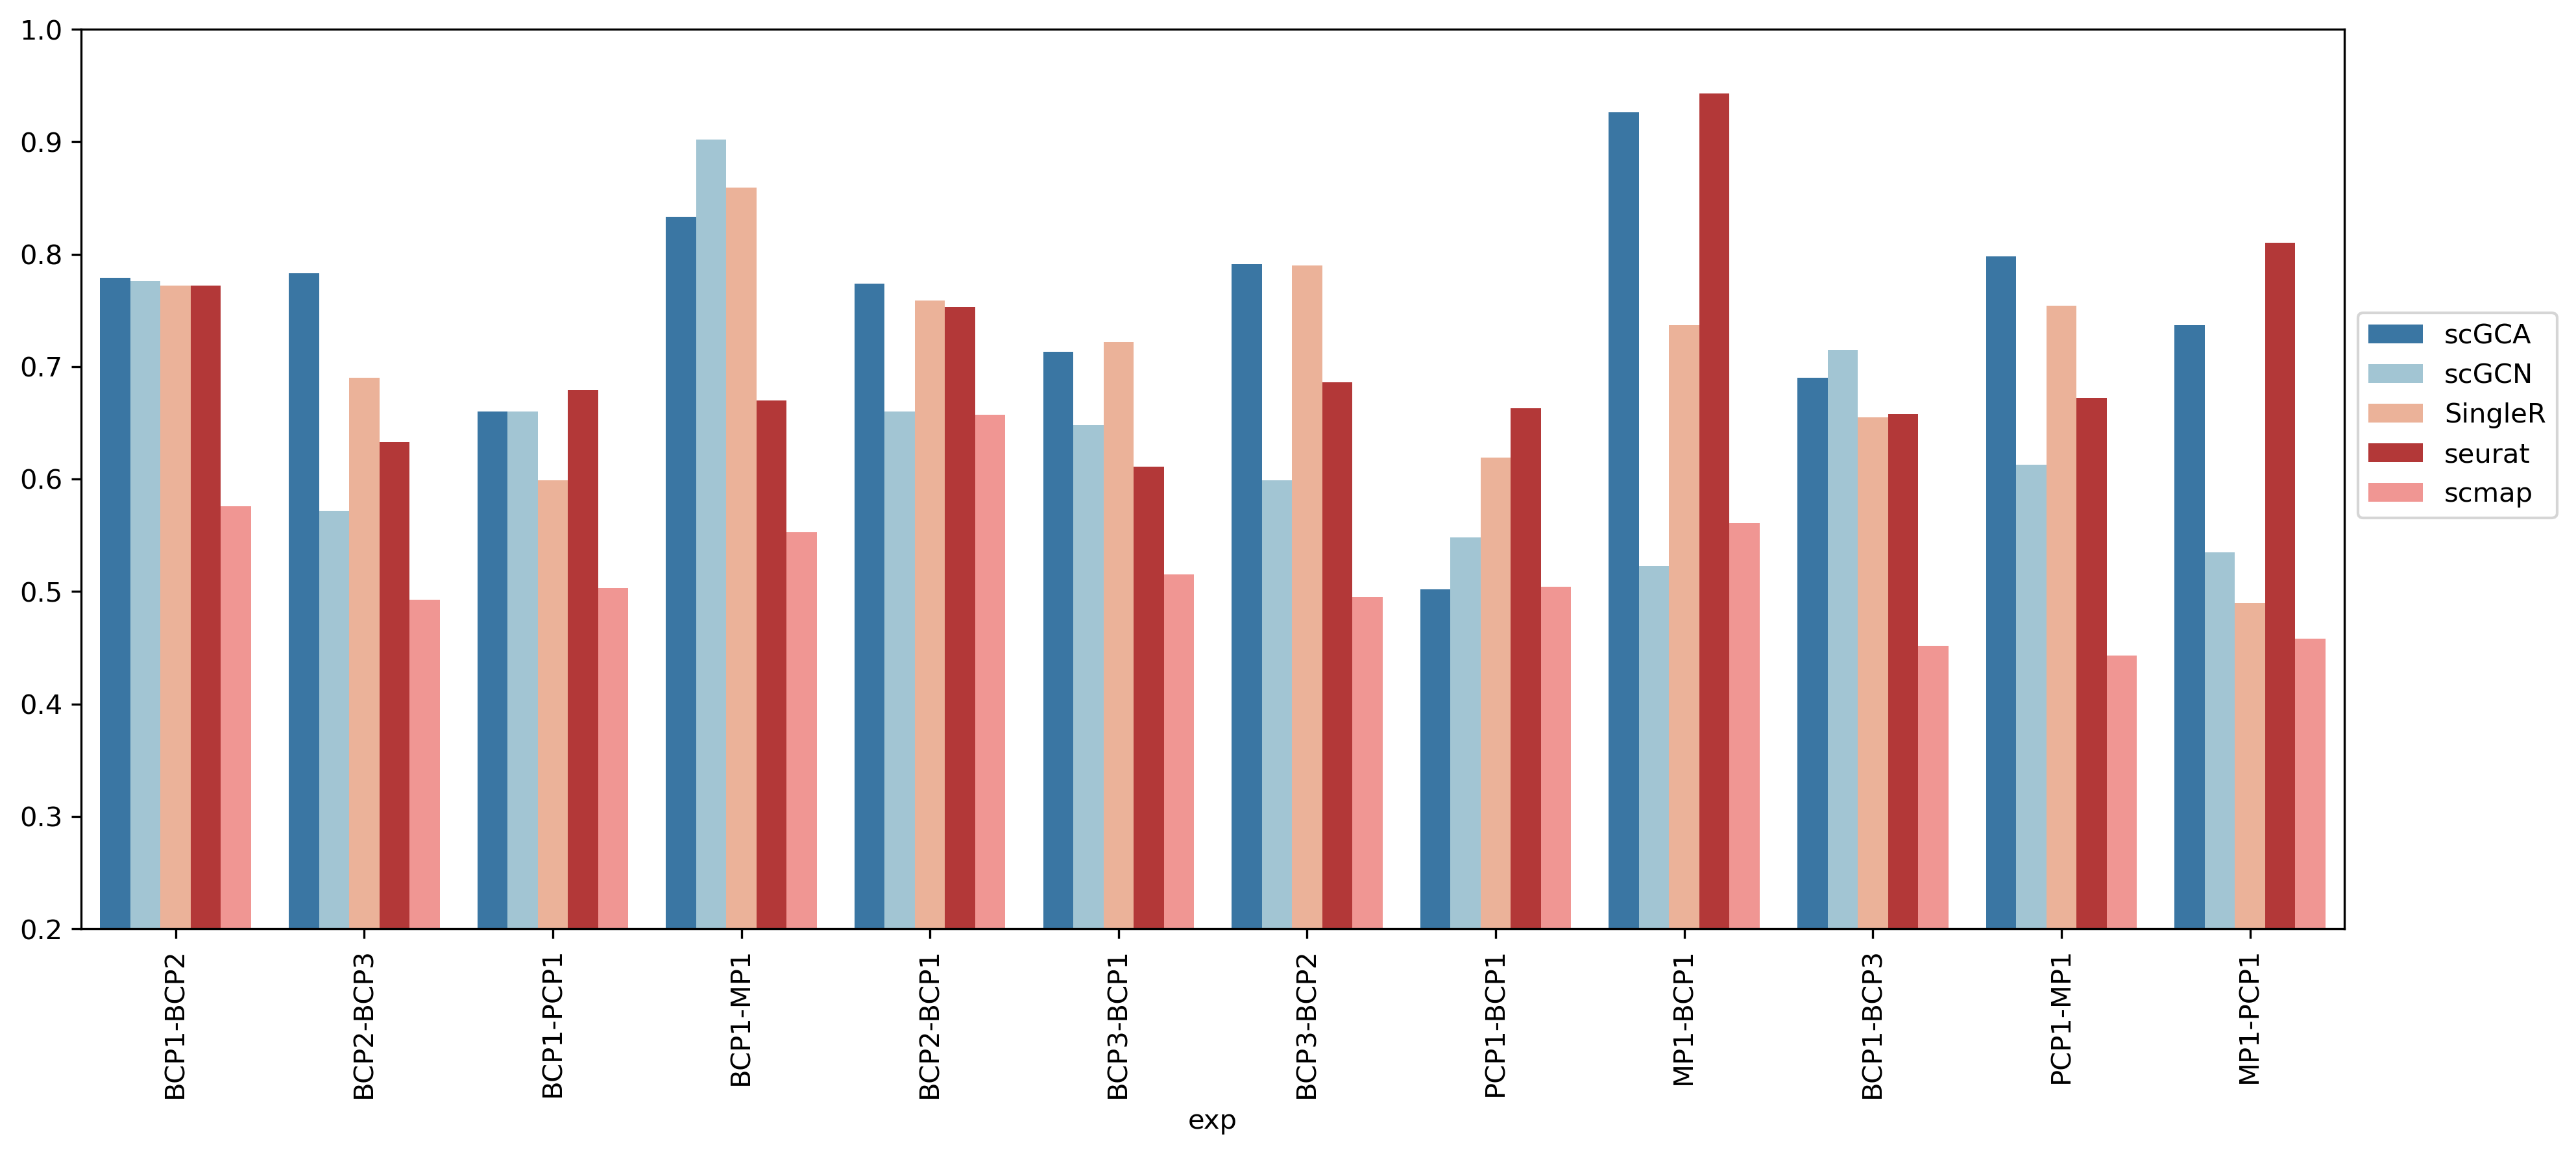 1.0
0.9
0.8
0.7
0.6
0.5
0.4
0.3
0.2
BCP1-BCP2
BCP2-BCP3
BCP1-PCP1
BCP1-MP1
BCP2-BCP1
BCP3-BCP1
BCP3-BCP2
PCP1-BCP1
MP1-BCP1
BCP1-BCP3
PCP1-MP1
MP1-PCP1
exp
scGCA
scGCN
SingleR
seurat
scmap